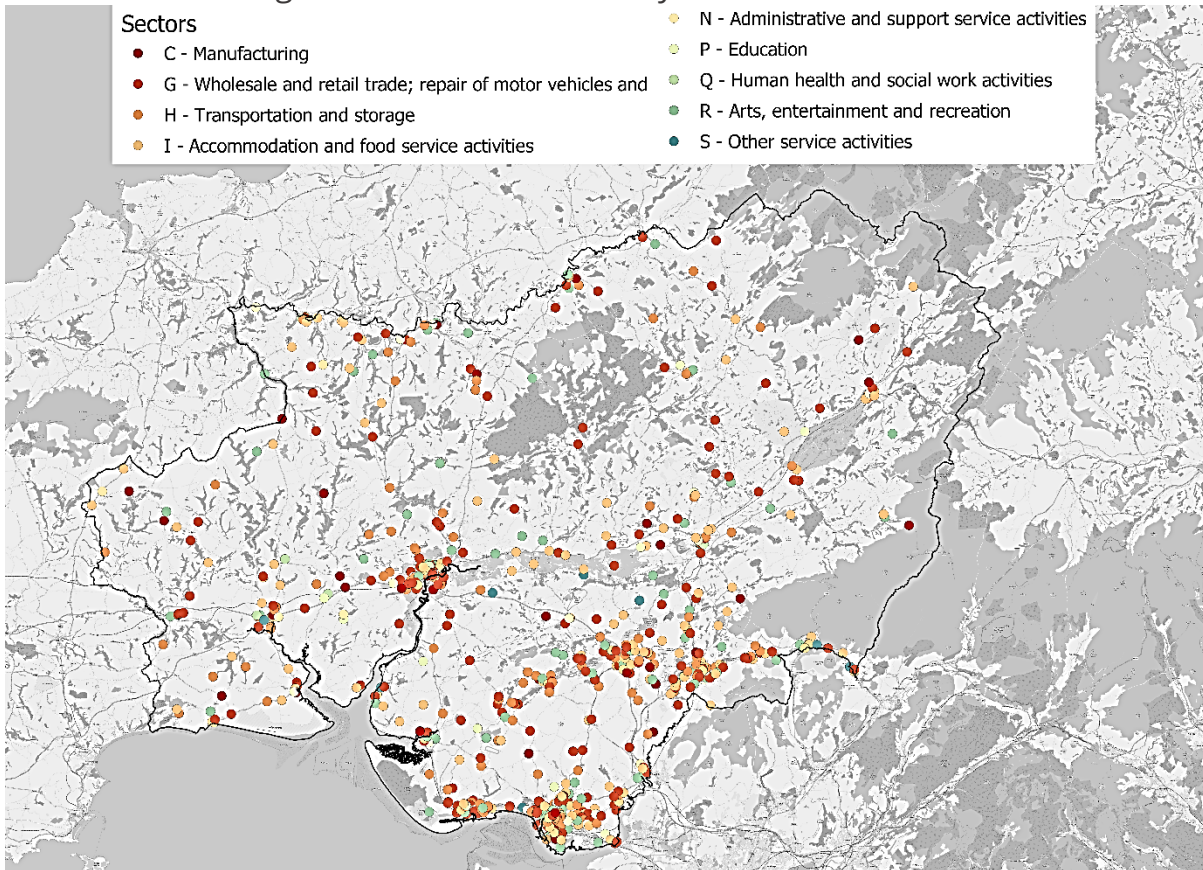 Sectors
C - Manufacturing
G - Wholesale and retail trade; repair of motor vehicles and
H - Transportation and storage
I - Accommodation and food service activities
N - Administrative and support service activities
P - Education
Q - Human health and social work activities
R - Arts, entertainment and recreation
S - Other service activities